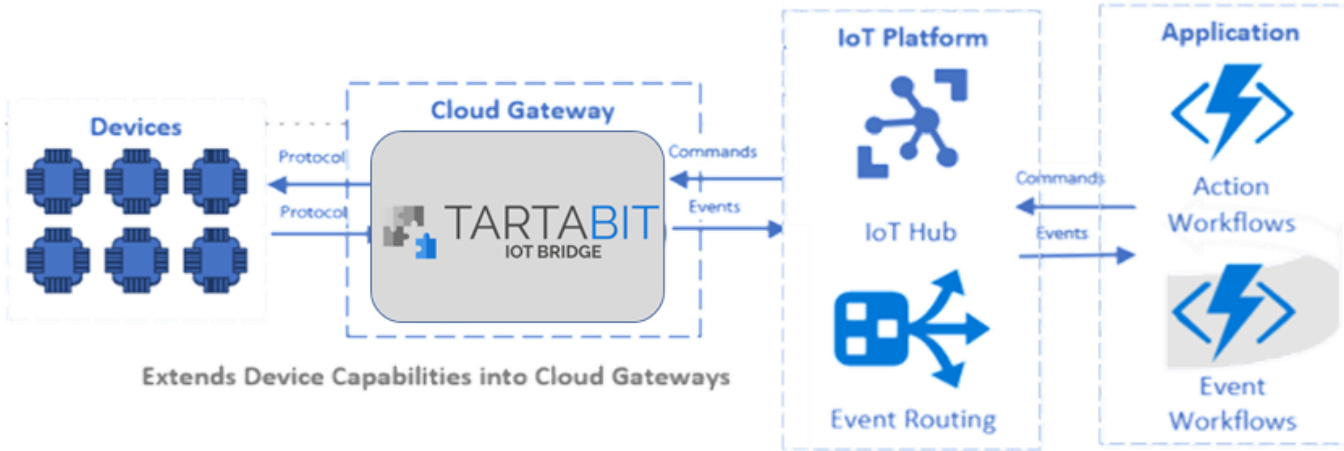 Devices
Protocol
Protocol
Cloud Gateway
TARTABIT
IOT BRIDGE
Commands
Events
Extends Device Capabilities into Cloud Gateways
IoT Platform
IoT Hub
Event Routing
Commands
Events
Application
Action
Workflows
Event
Workflows